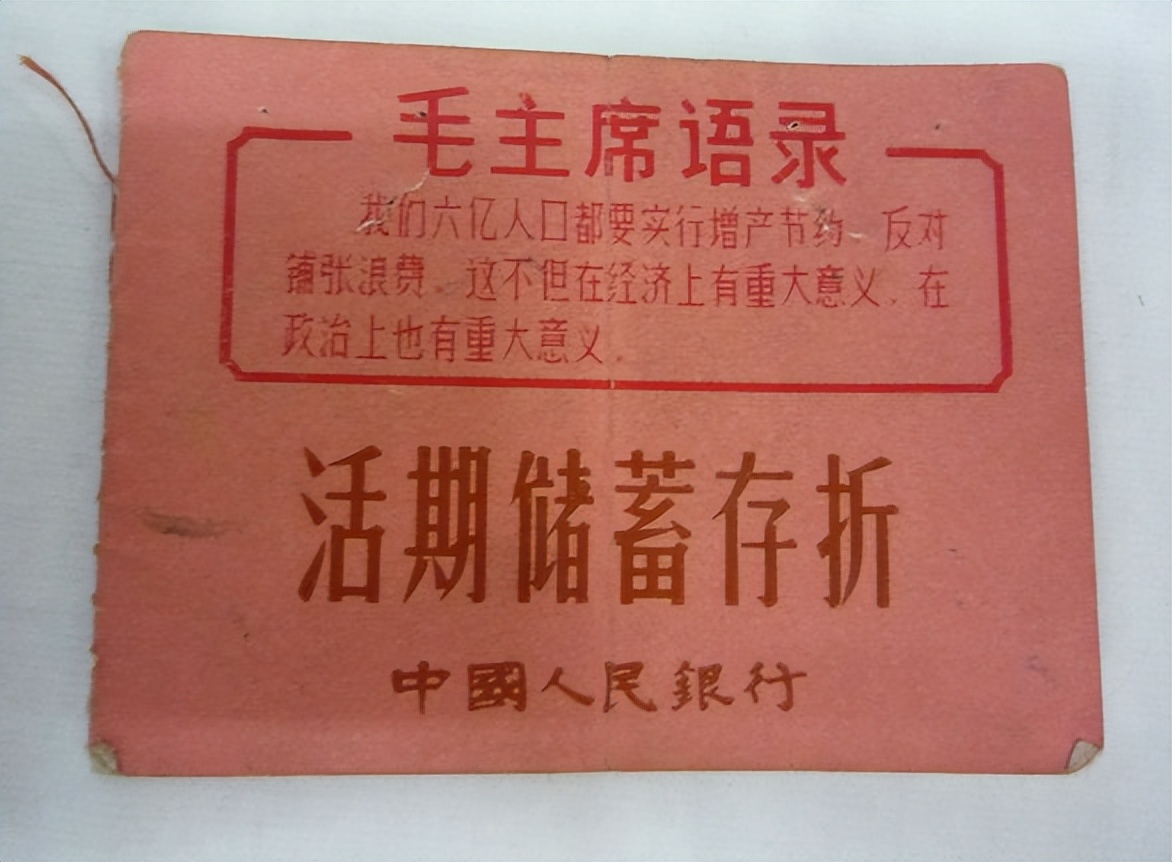 毛主席语录
我们六亿人口都要实行增产节约、反对
铺张浪费。这不但在经济上有重大意义、在
政治上也有重大意义。
活期储蓄存折
中國人民銀行